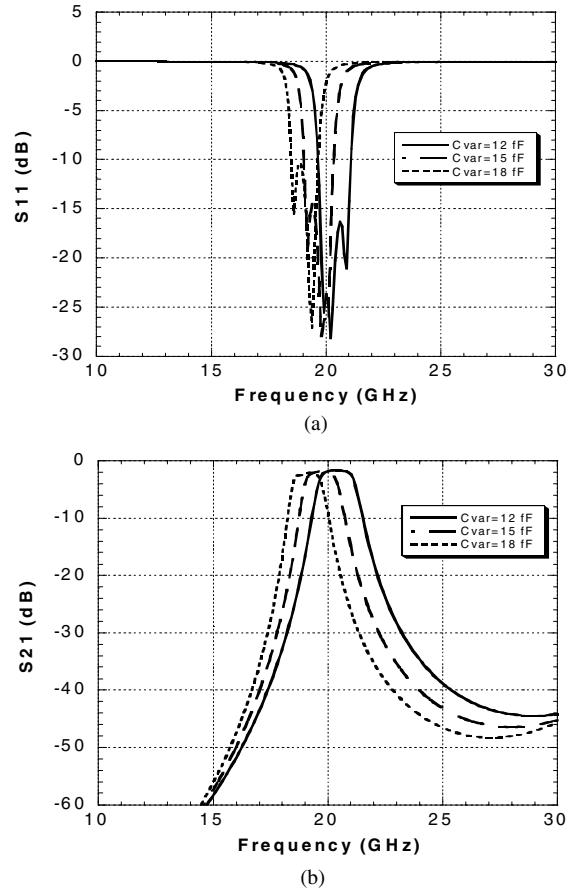 0
-5
-10
-15
-20
-25
-30
S11 (dB)
Cvar=12 fF
Cvar=15 fF
Cvar=18 fF
10 15 20 25 30
Frequency (GHz)
(a)
0
-10
-20
-30
-40
-50
-60
S21 (dB)
Cvar=12 fF
Cvar=15 fF
Cvar=18 fF
10 15 20 25 30
Frequency (GHz)
(b)